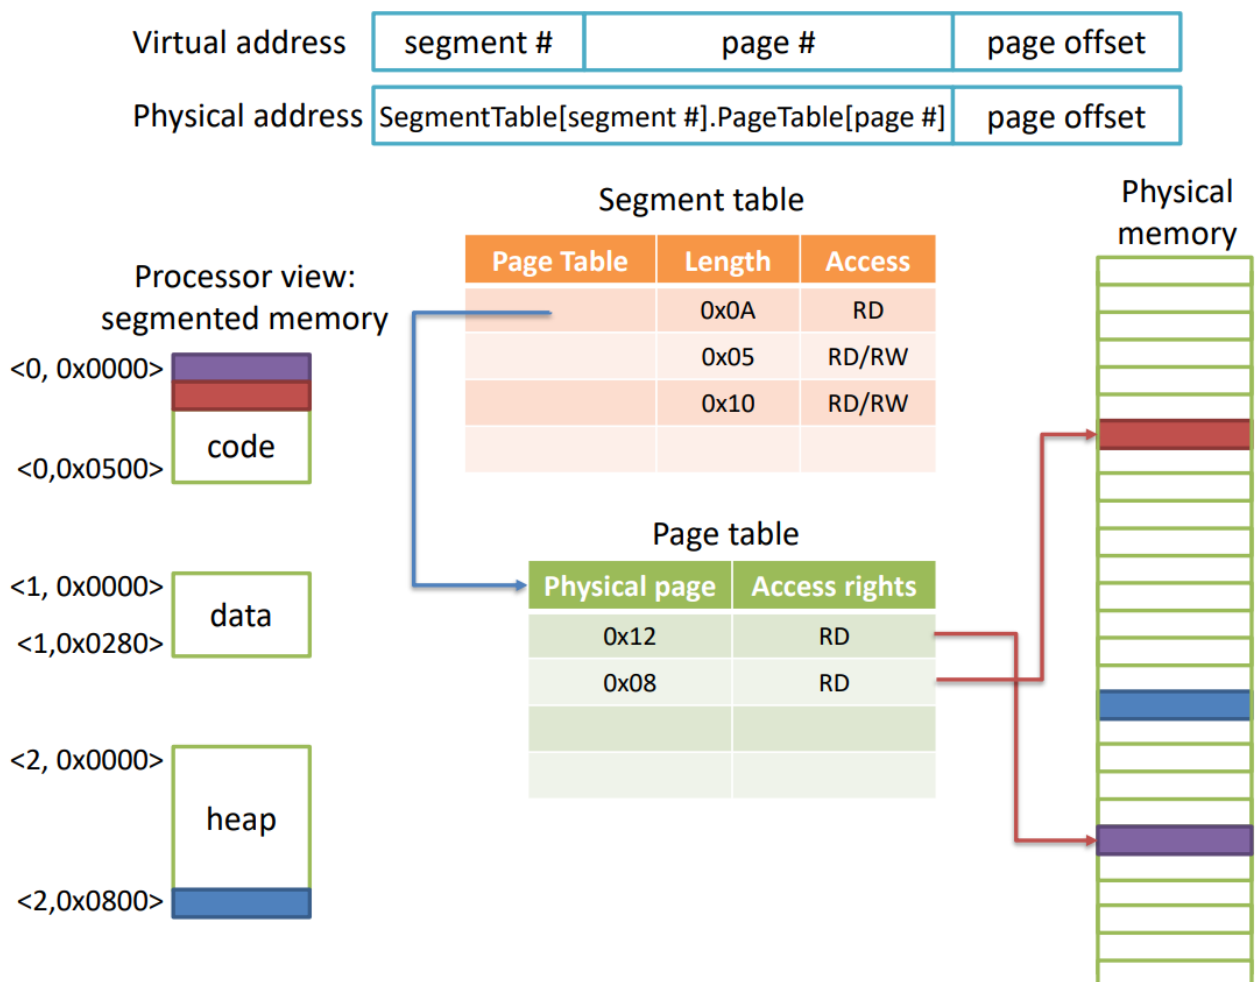 Virtual address segment # page # page offset
Physical address SegmentTable[segment #].PageTable[page #] page offset
Segment table
Page Table Length Access
0x0A RD
0x05 RD/RW
0x10 RD/RW
Physical
memory
Processor view:
segmented memory
<0, 0x0000>
code
<0,0x0500>
<1, 0x0000>
data
<1,0x0280>
<2, 0x0000>
heap
<2,0x0800>
Page table
Physical page Access rights
0x12 RD
0x08 RD